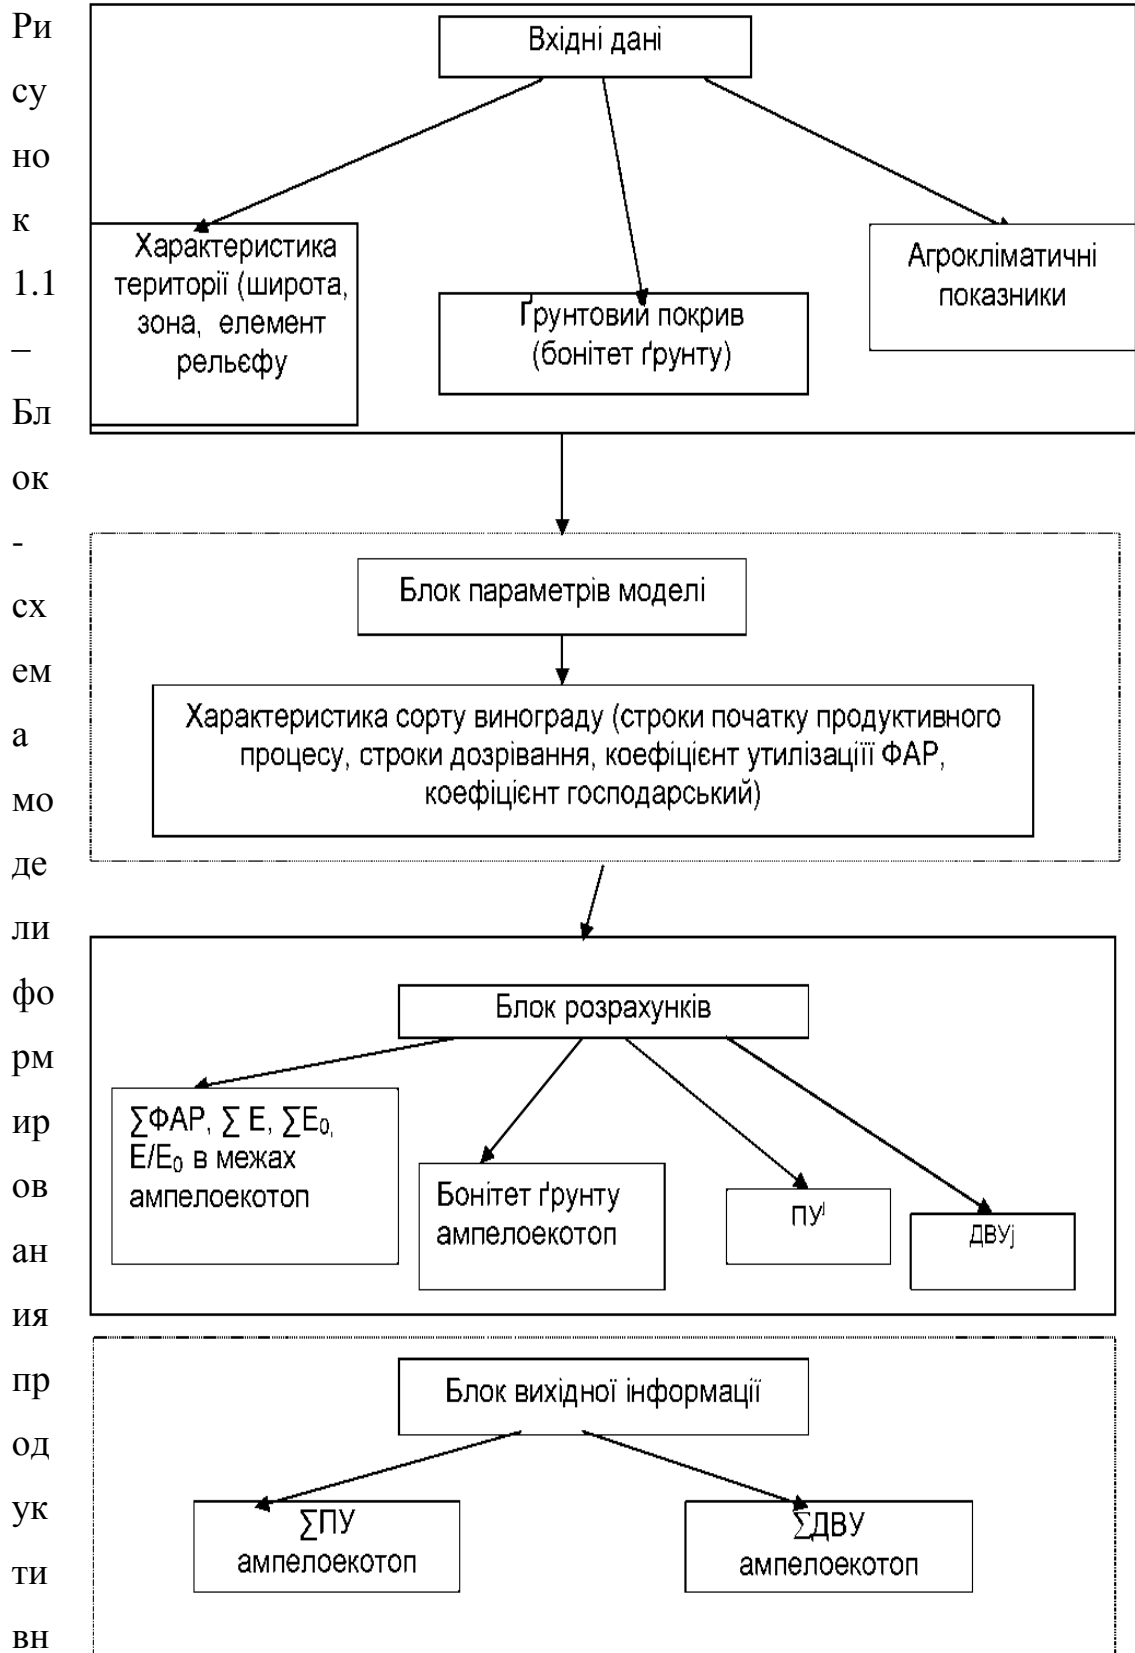 Ри
су
но
к
1.1
–
Бл
ок
-
сх
ем
а
мо
де
ли
фо
рм
ир
ов
ан
ия
пр
од
ук
ти
вн
Вхідні дані
Характеристика
території (широта,
зона, елемент
рельєфу
Ґрунтовий покрив
(бонітет ґрунту)
Агрокліматичні
показники
Блок параметрів моделі
Характеристика сорту винограду (строки початку продуктивного
процесу, строки дозрівання, коефіцієнт утилізаціїї ФАР,
коефіцієнт господарський)
Блок розрахунків
∑ФАР, ∑ Е, ∑Е₀,
Е/Е₀ в межах
ампелоекотоп
Бонітет ґрунту
ампелоекотоп
ПУʲ
ДВУj
Блок вихідної інформації
∑ПУ
ампелоекотоп
∑ДВУ
ампелоекотоп